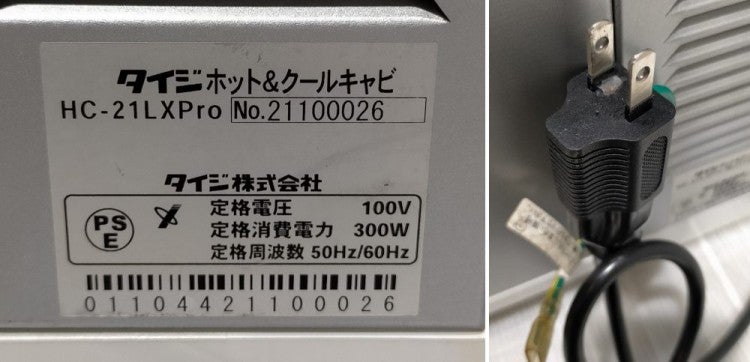 タイジホット&クールキャビ
HC-21LXPro No.21100026
タイジ株式会社
PS
E
定格電圧 100V
定格消費電力 300W
定格周波数 50Hz/60Hz
01104421100026